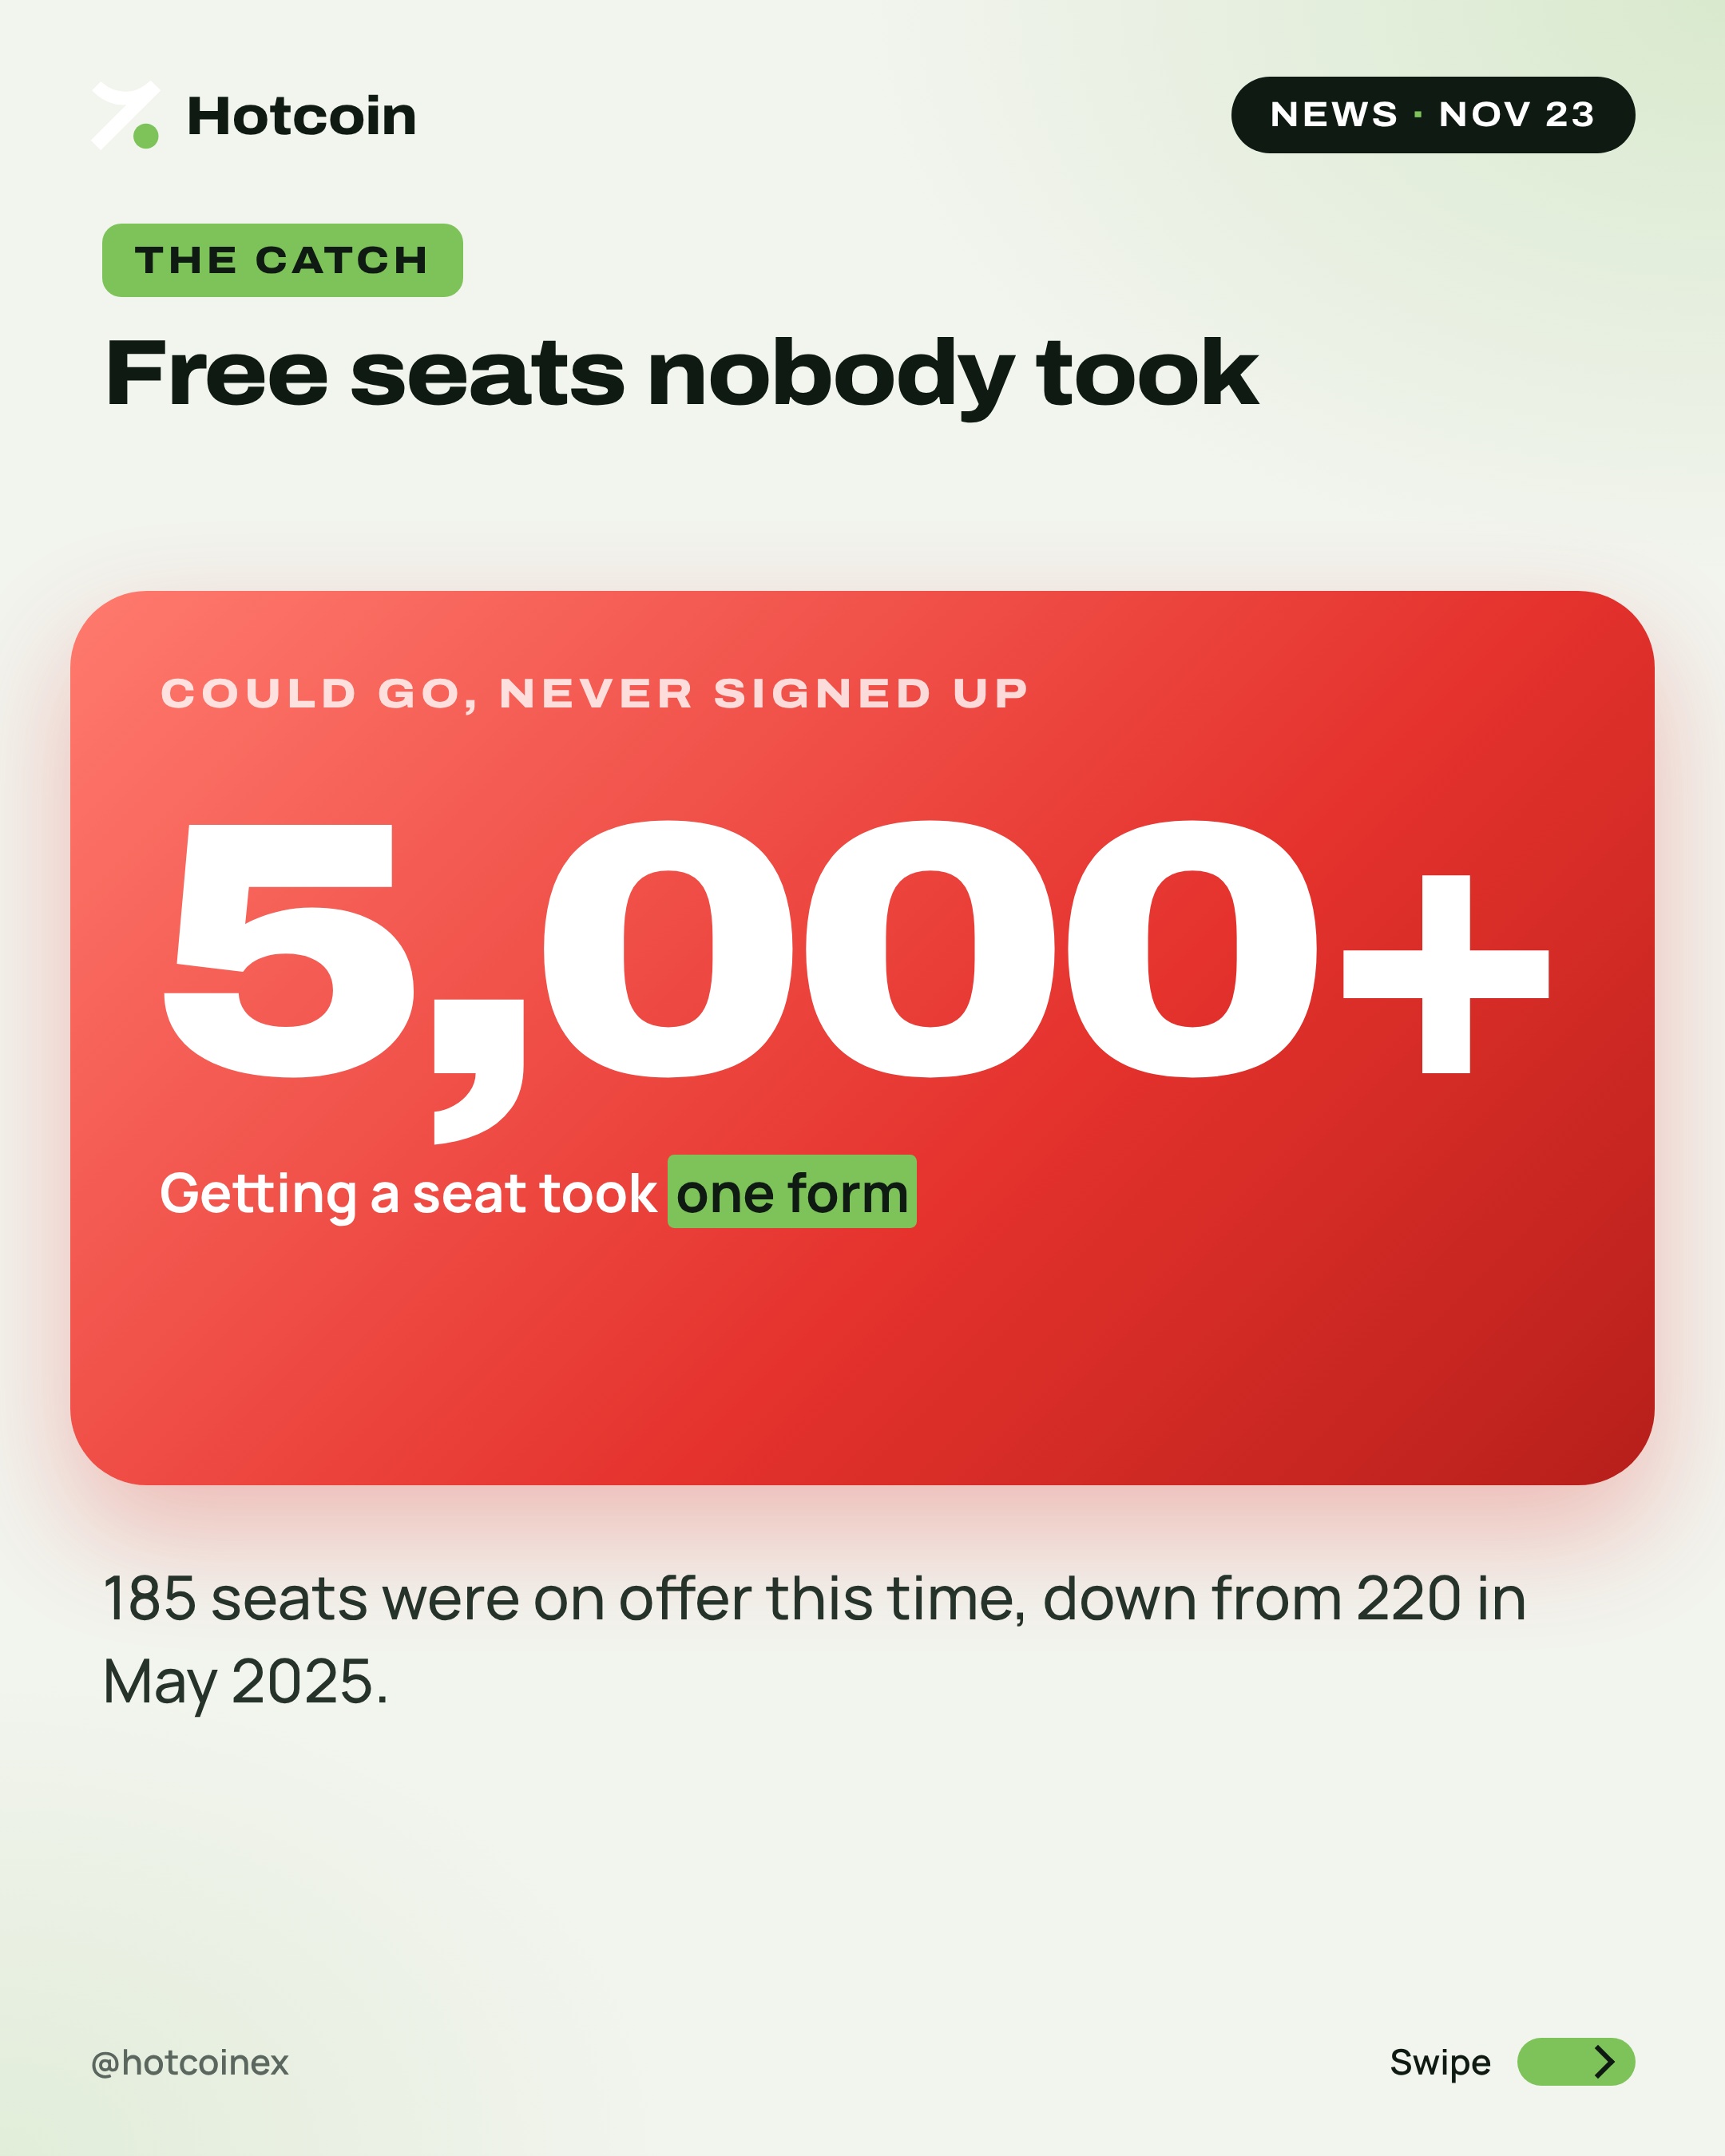 Hotcoin
NEWS · NOV 23
THE CATCH
Free seats nobody took
COULD GO, NEVER SIGNED UP
5,000+
Getting a seat took one form
185 seats were on offer this time, down from 220 in
May 2025.
@hotcoinex
Swipe